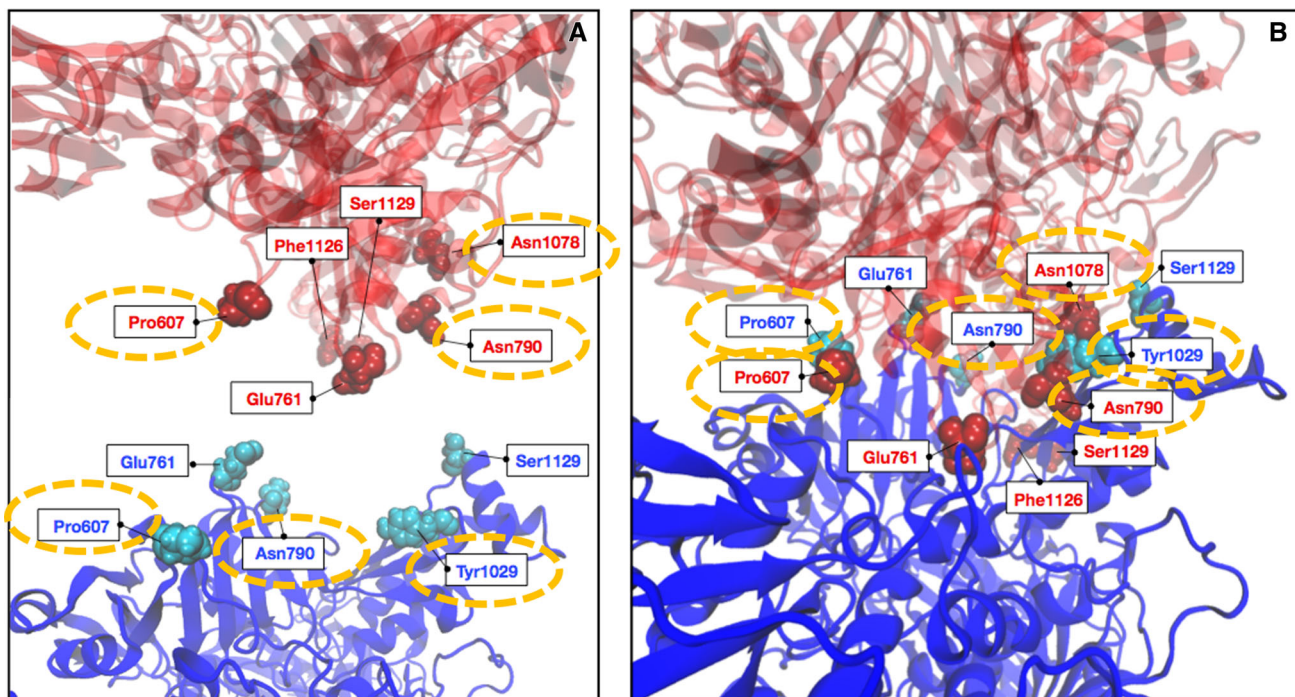 A
Ser1129
Phe1126
Asn1078
Pro607
Asn790
Glu761
Glu761
Ser1129
Pro607
Asn790
Tyr1029
B
Asn1078
Ser1129
Glu761
Pro607
Asn790
Tyr1029
Pro607
Asn790
Glu761
Ser1129
Phe1126